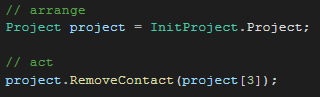 // arrange
Project project = InitProject.Project;
// act
project.RemoveContact(project[3]);